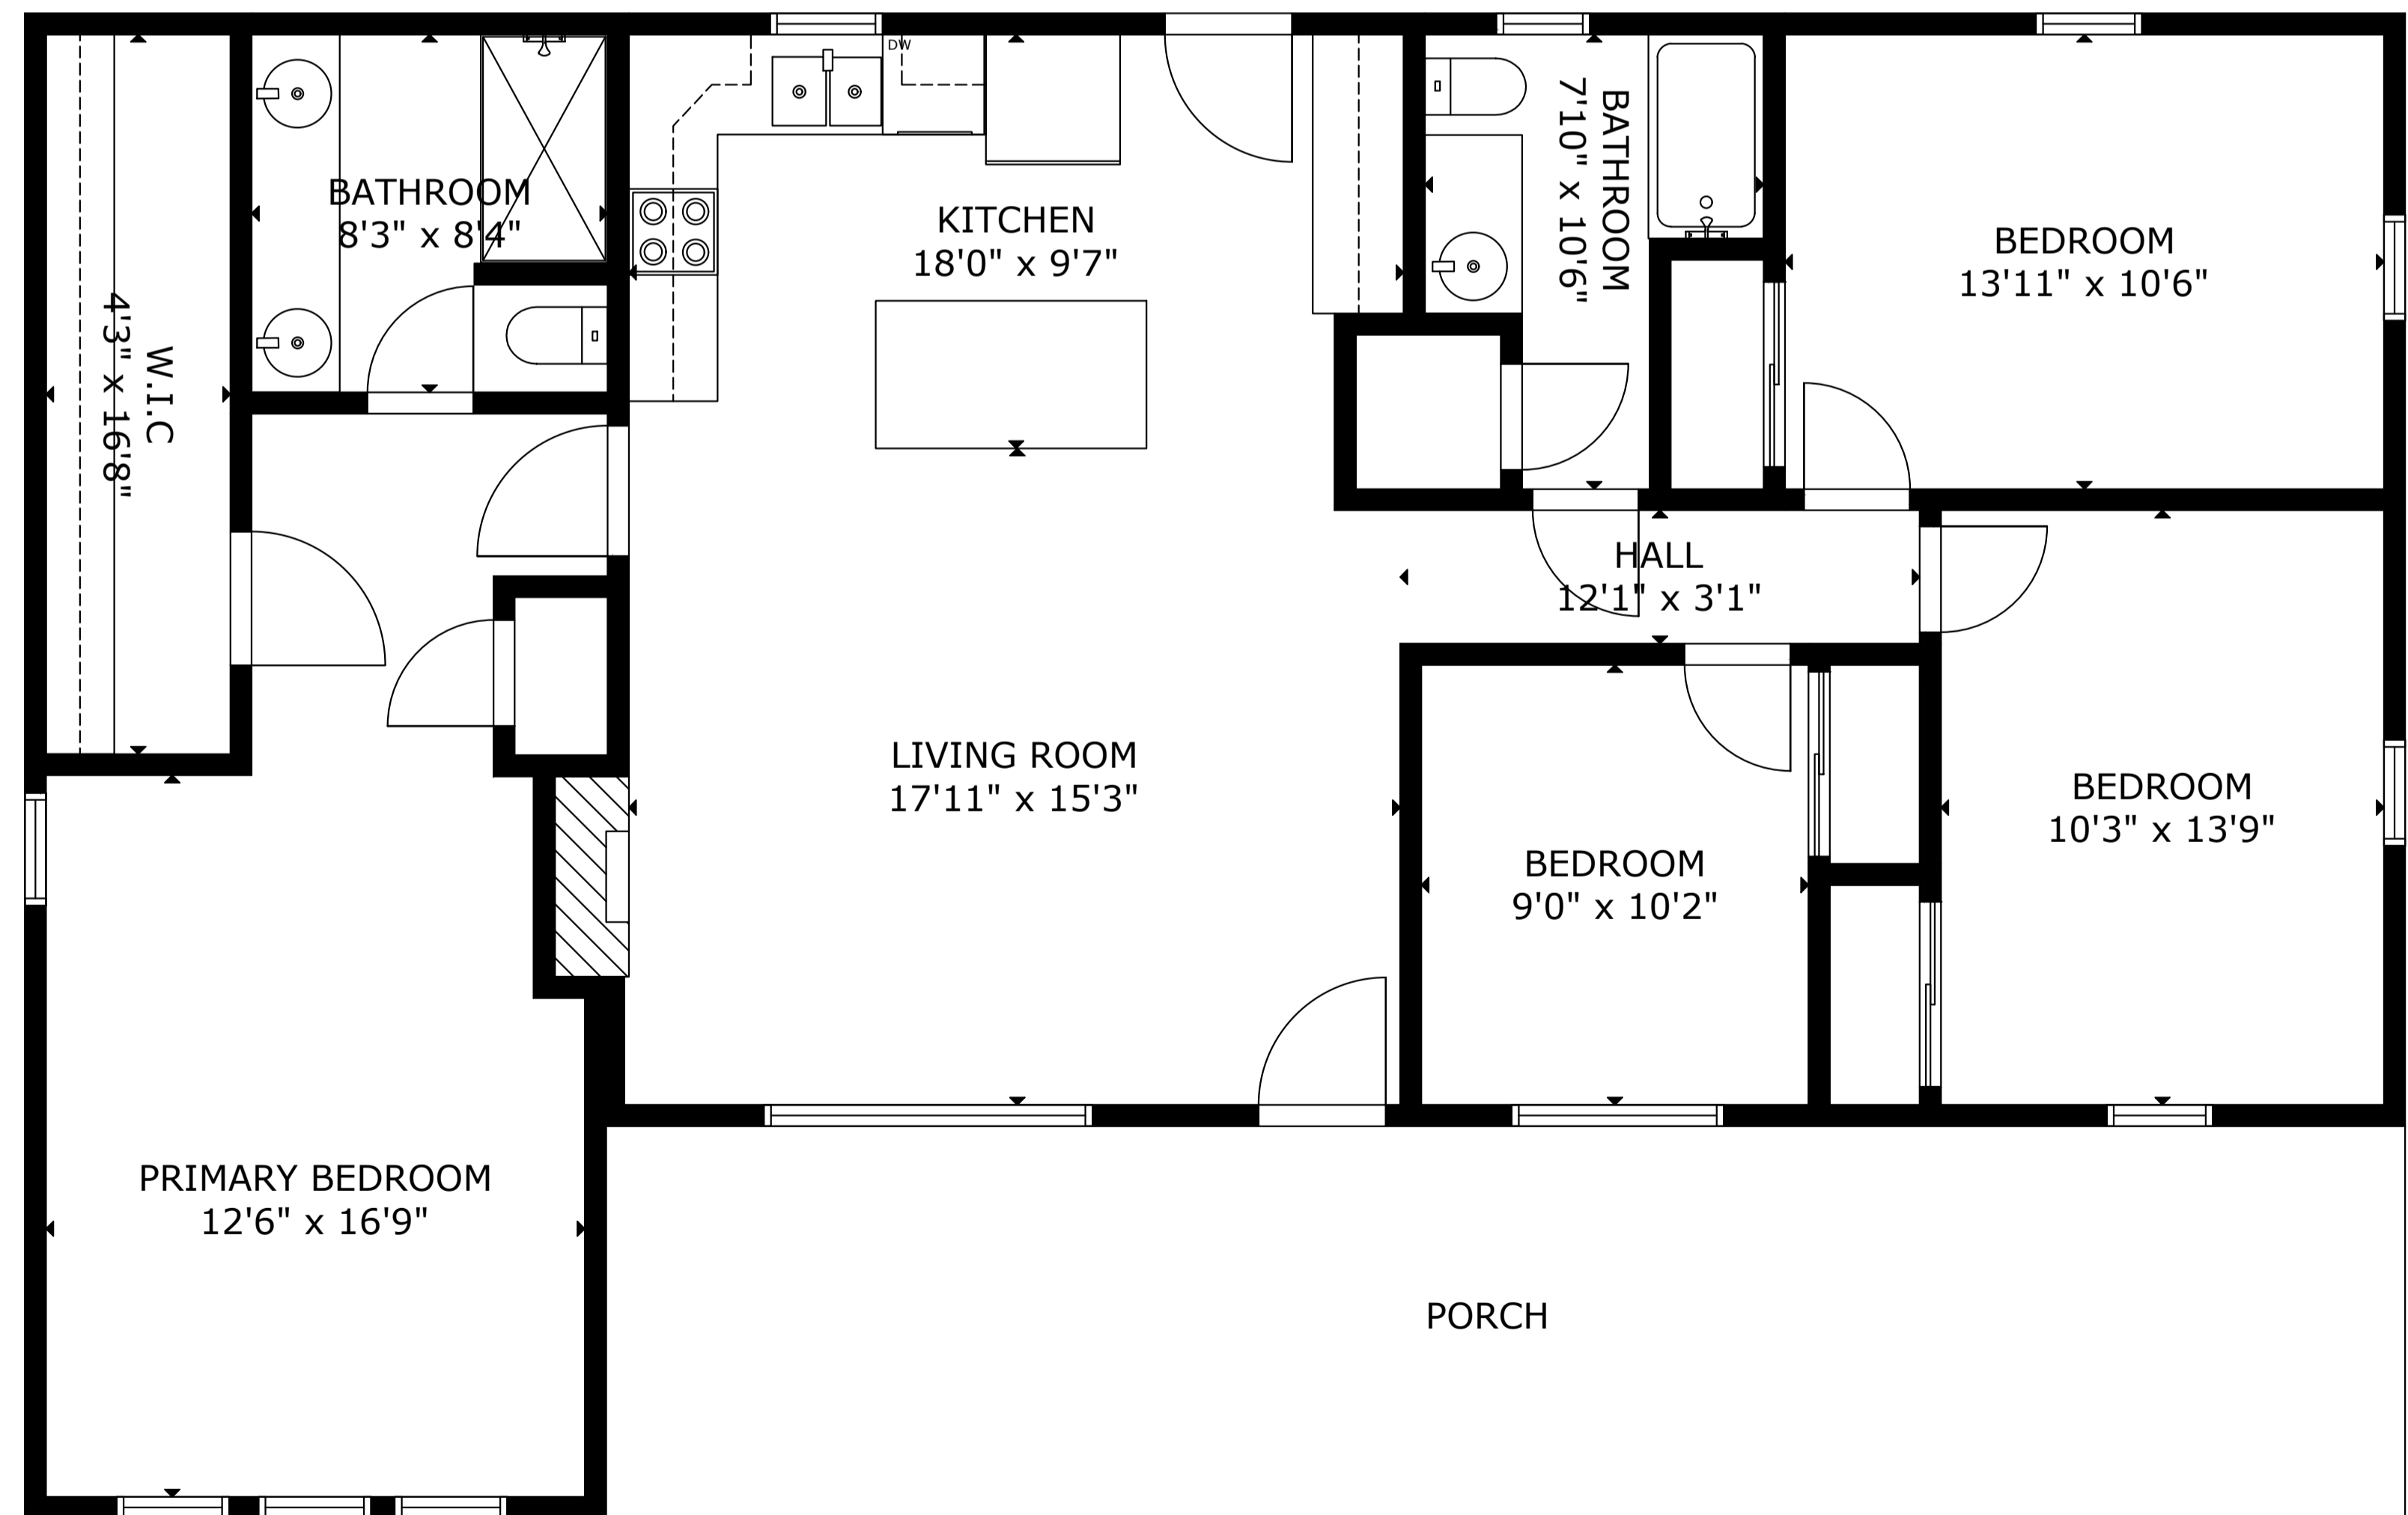 DW
BATHROOM
8'3" x 8'4"
KITCHEN
18'0" x 9'7"
BATHROOM
7'10" x 10'6"
BEDROOM
13'11" x 10'6"
W.I.C
4'3" x 16'8"
HALL
12'1" x 3'1"
LIVING ROOM
17'11" x 15'3"
BEDROOM
10'3" x 13'9"
BEDROOM
9'0" x 10'2"
PRIMARY BEDROOM
12'6" x 16'9"
PORCH